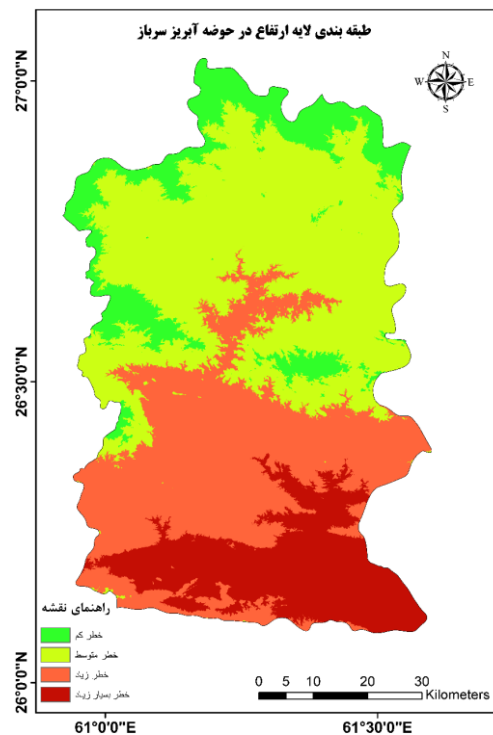 طبقه بندی لایه ارتفاع در حوضه آبریز سرباز
N
W E
S
27°0'0"N
26°30'0"N
26°0'0"N
راهنمای نقشه
خطر کم
خطر متوسط
خطر زیاد
خطر بسیار زیاد
0 5 10 20 30
Kilometers
61°0'0"E 61°30'0"E